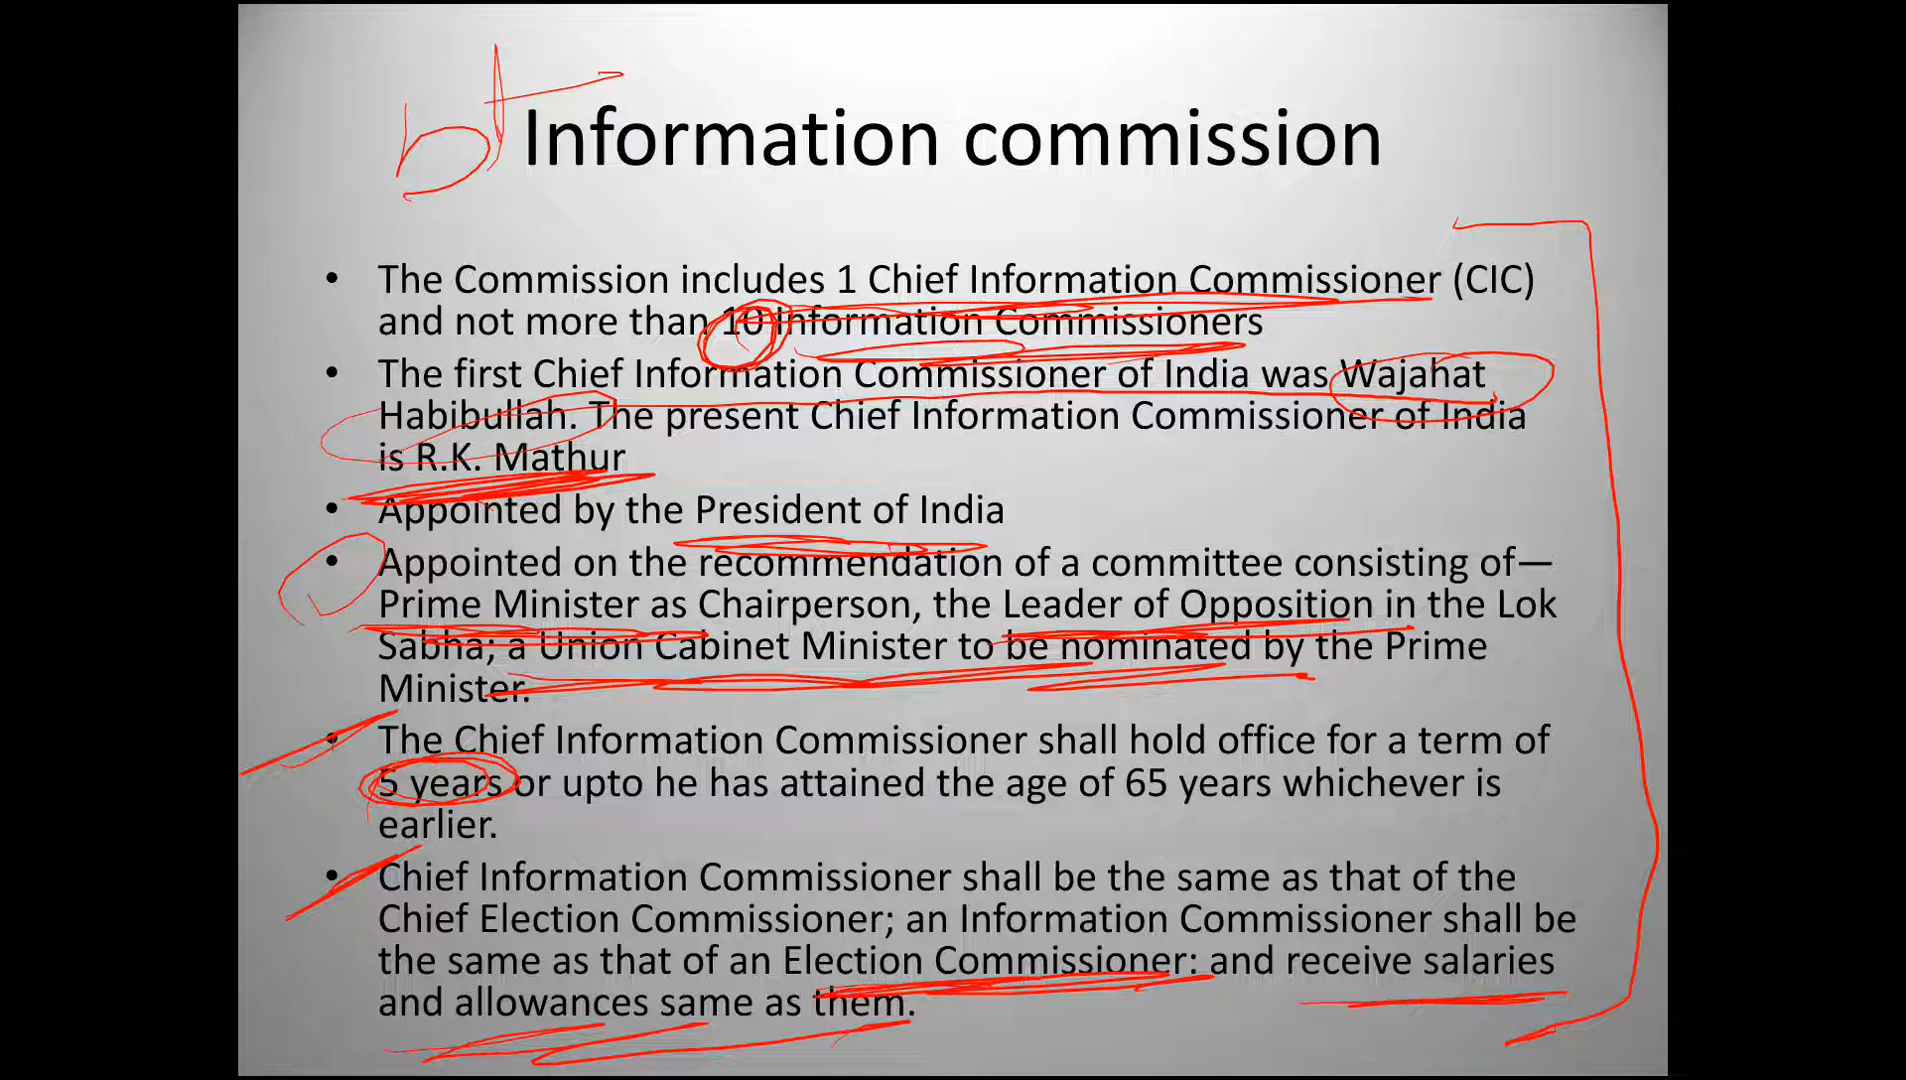 Information commission
• The Commission includes 1 Chief Information Commissioner (CIC)
and not more than 10 Information Commissioners
• The first Chief Information Commissioner of India was Wajahat
Habibullah. The present Chief Information Commissioner of India
is R.K. Mathur
• Appointed by the President of India
• Appointed on the recommendation of a committee consisting of—
Prime Minister as Chairperson, the Leader of Opposition in the Lok
Sabha; a Union Cabinet Minister to be nominated by the Prime
Minister.
• The Chief Information Commissioner shall hold office for a term of
5 years or upto he has attained the age of 65 years whichever is
earlier.
• Chief Information Commissioner shall be the same as that of the
Chief Election Commissioner; an Information Commissioner shall be
the same as that of an Election Commissioner: and receive salaries
and allowances same as them.